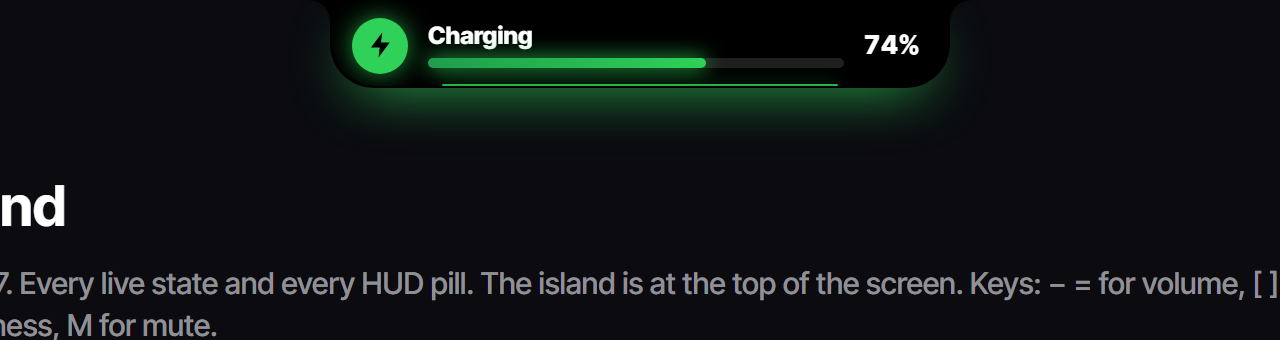 Charging
74%
nd
7. Every live state and every HUD pill. The island is at the top of the screen. Keys: − = for volume, [ ]
ness, M for mute.